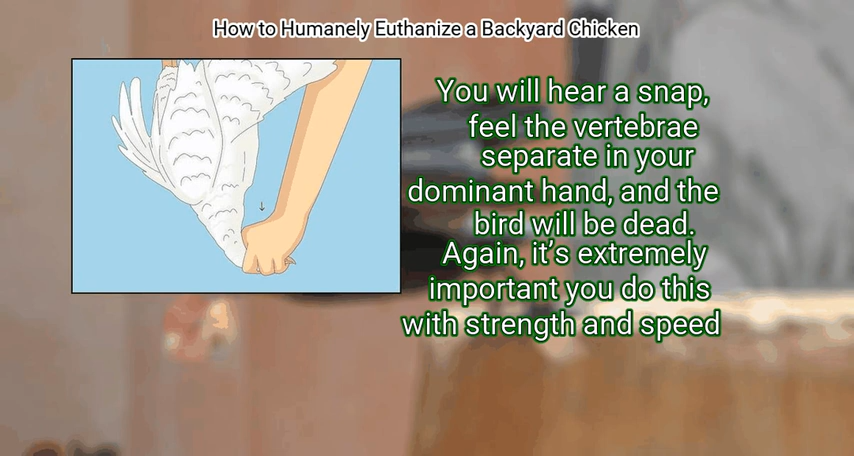 How to Humanely Euthanize a Backyard Chicken
You will hear a snap,
feel the vertebrae
separate in your
dominant hand, and the
bird will be dead.
Again, it’s extremely
important you do this
with strength and speed